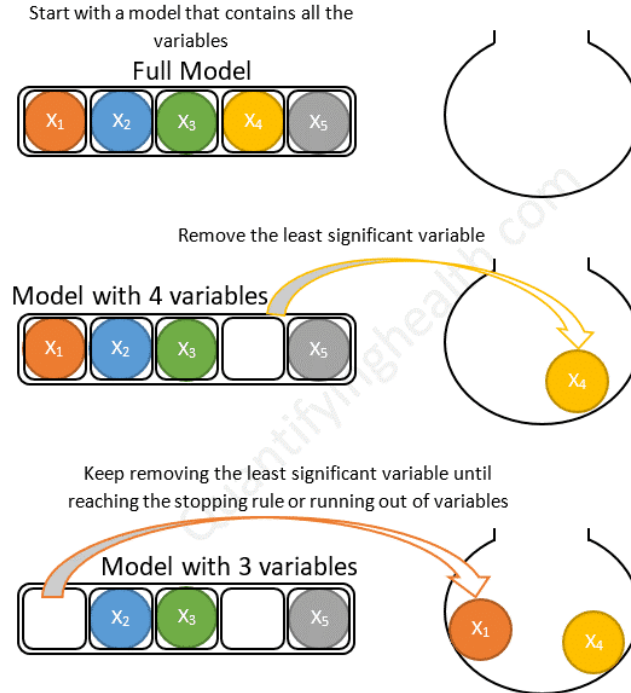 Start with a model that contains all the
variables
Full Model
X1 X2 X3 X4 X5
Remove the least significant variable
Model with 4 variables
X1 X2 X3 X5
X4
Keep removing the least significant variable until
reaching the stopping rule or running out of variables
Model with 3 variables
X2 X3 X5
X1 X4
Quantifyinghealth.com